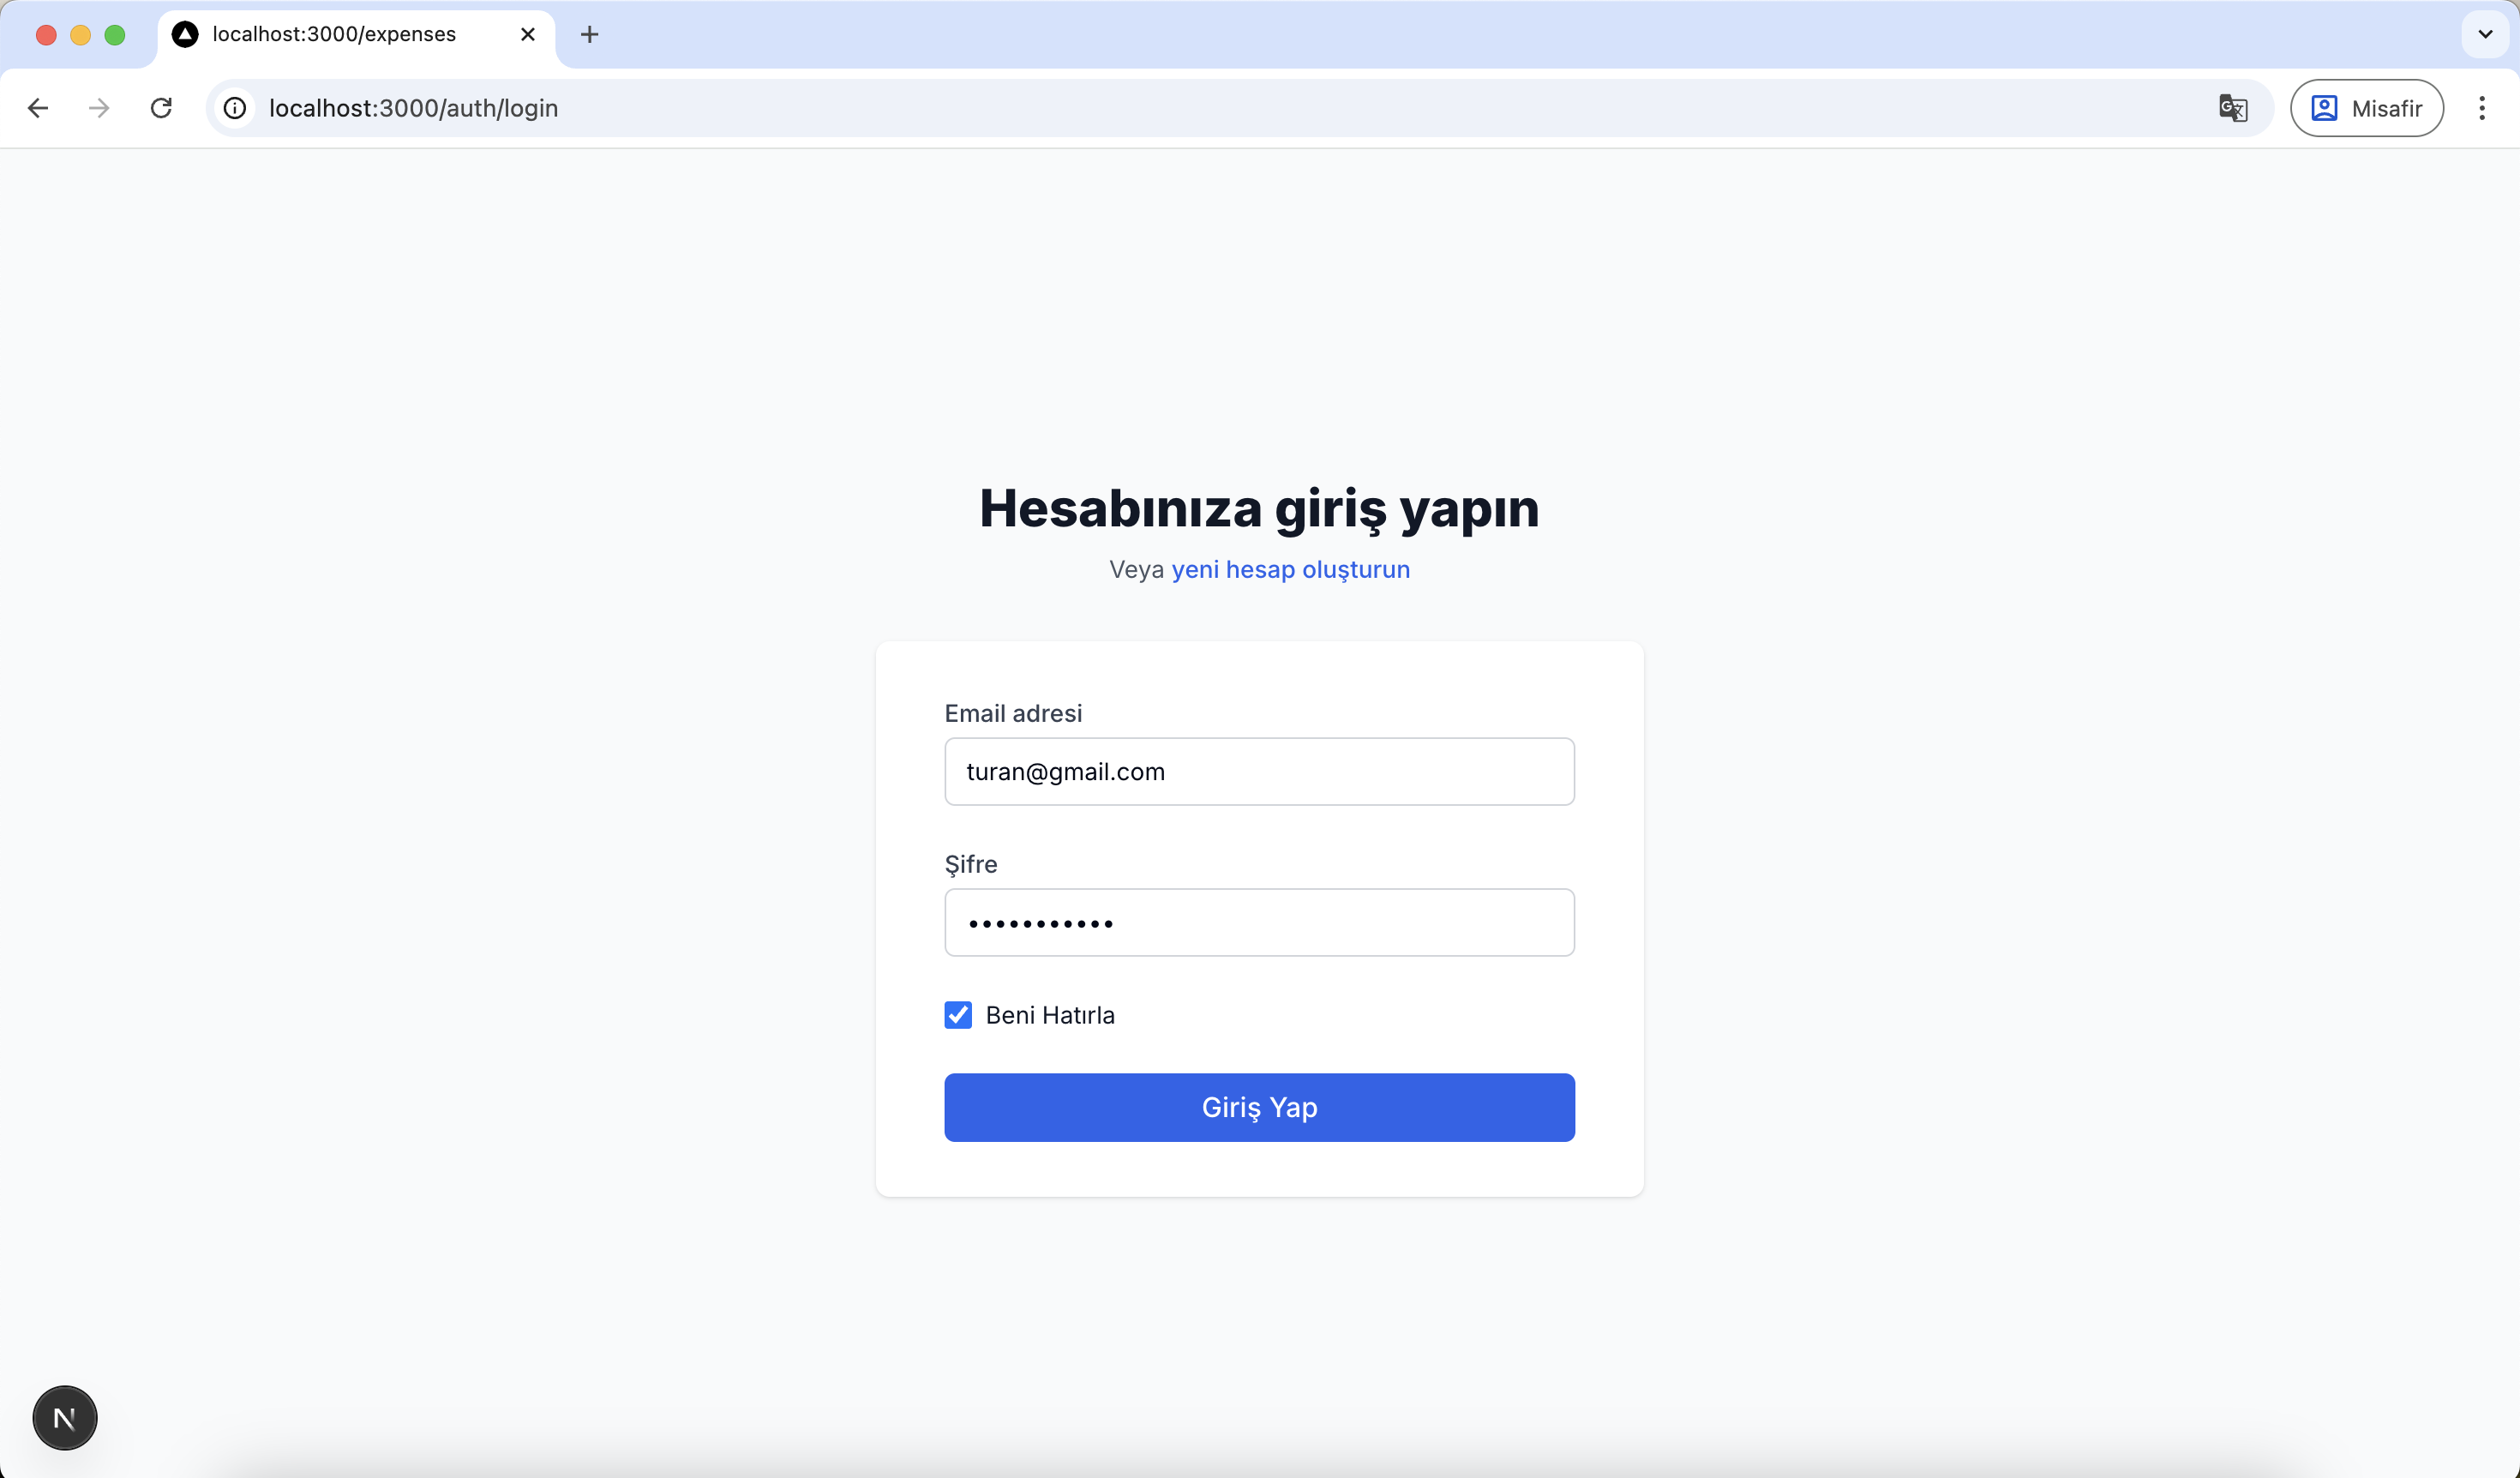 localhost:3000/expenses
localhost:3000/auth/login
Misafir
Hesabınıza giriş yapın
Veya yeni hesap oluşturun
Email adresi
turan@gmail.com
Şifre
•••••••••••
Beni Hatırla
Giriş Yap
N